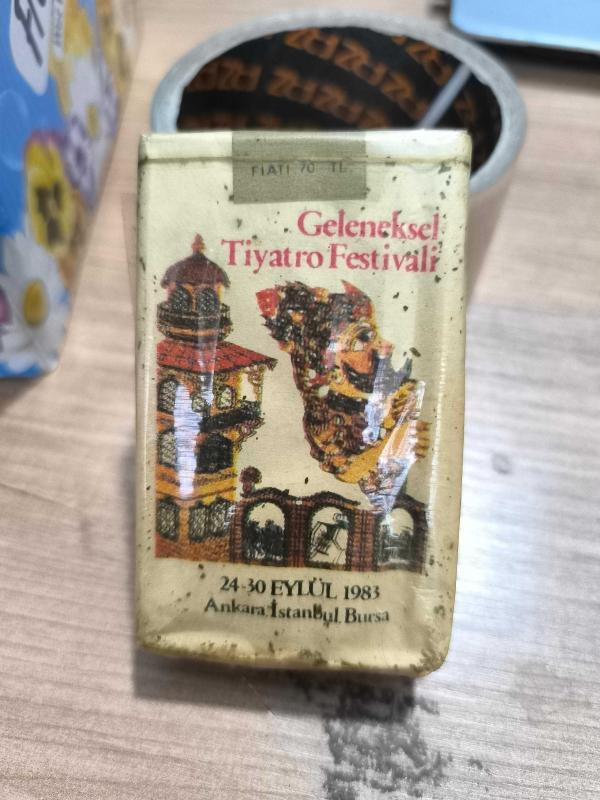 FİATI 70 TL.
Geleneksel
Tiyatro Festivali
24-30 EYLÜL 1983
Ankara.İstanbul.Bursa